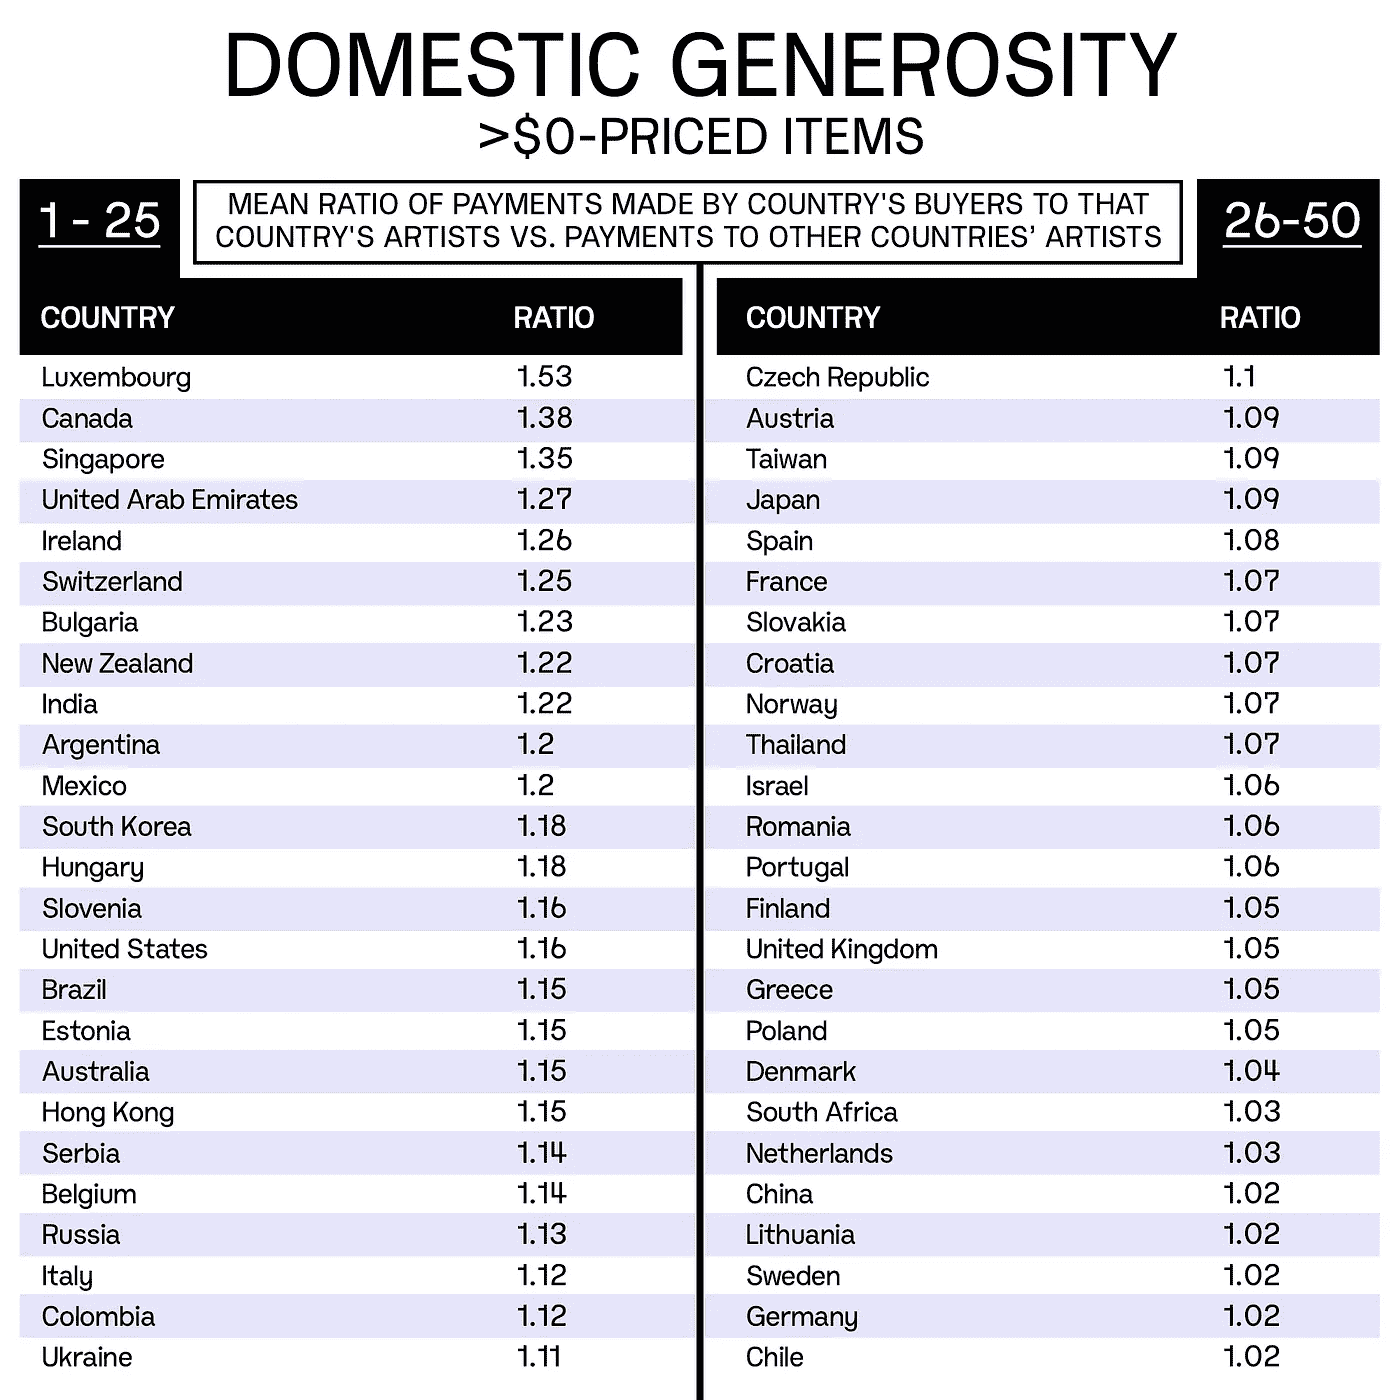 DOMESTIC GENEROSITY
>$0-PRICED ITEMS
1 - 25
MEAN RATIO OF PAYMENTS MADE BY COUNTRY'S BUYERS TO THAT
COUNTRY'S ARTISTS VS. PAYMENTS TO OTHER COUNTRIES' ARTISTS
26-50
COUNTRY RATIO
Luxembourg 1.53
Canada 1.38
Singapore 1.35
United Arab Emirates 1.27
Ireland 1.26
Switzerland 1.25
Bulgaria 1.23
New Zealand 1.22
India 1.22
Argentina 1.2
Mexico 1.2
South Korea 1.18
Hungary 1.18
Slovenia 1.16
United States 1.16
Brazil 1.15
Estonia 1.15
Australia 1.15
Hong Kong 1.15
Serbia 1.14
Belgium 1.14
Russia 1.13
Italy 1.12
Colombia 1.12
Ukraine 1.11
COUNTRY RATIO
Czech Republic 1.1
Austria 1.09
Taiwan 1.09
Japan 1.09
Spain 1.08
France 1.07
Slovakia 1.07
Croatia 1.07
Norway 1.07
Thailand 1.07
Israel 1.06
Romania 1.06
Portugal 1.06
Finland 1.05
United Kingdom 1.05
Greece 1.05
Poland 1.05
Denmark 1.04
South Africa 1.03
Netherlands 1.03
China 1.02
Lithuania 1.02
Sweden 1.02
Germany 1.02
Chile 1.02